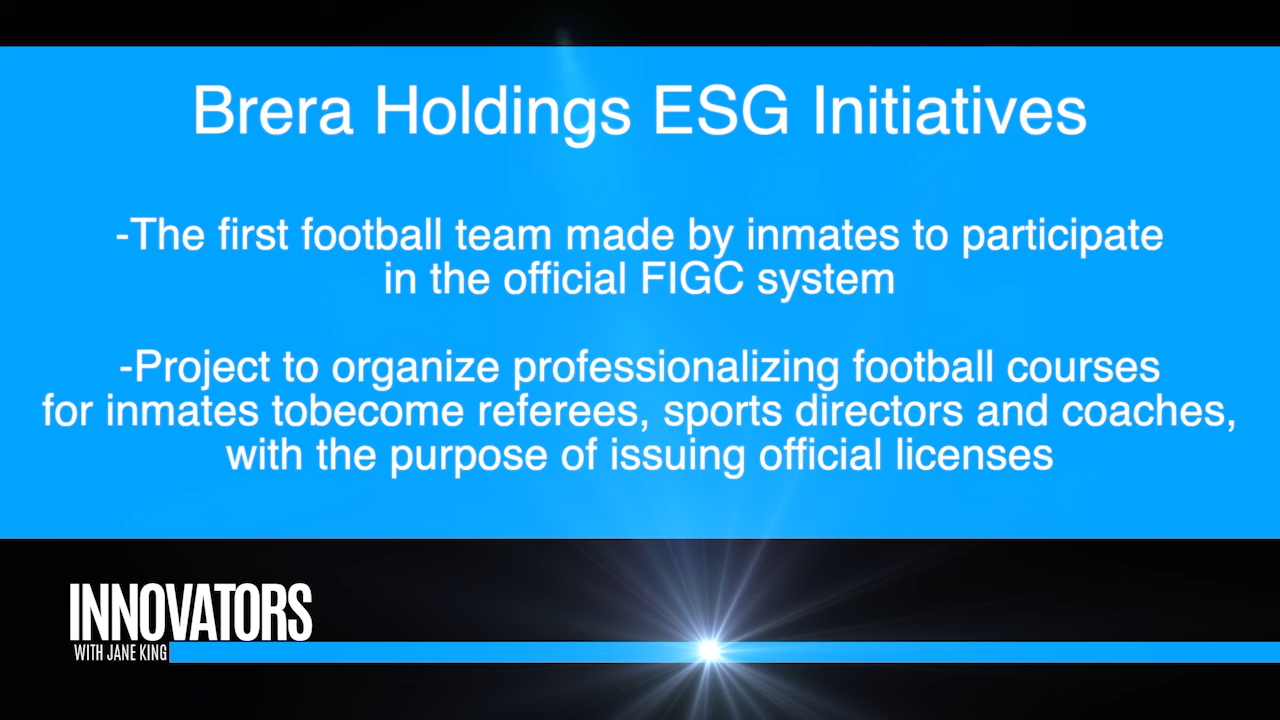 Brera Holdings ESG Initiatives
-The first football team made by inmates to participate
in the official FIGC system
-Project to organize professionalizing football courses
for inmates tobecome referees, sports directors and coaches,
with the purpose of issuing official licenses
INNOVATORS
WITH JANE KING